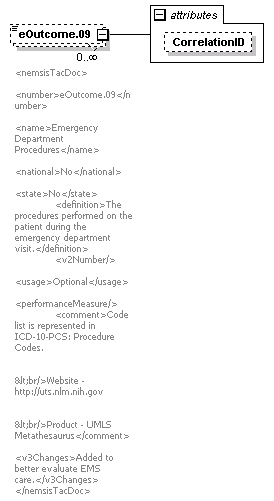 attributes
eOutcome.09
CorrelationID
0..∞
<nemsisTacDoc>
<number>eOutcome.09</n
umber>
<name>Emergency
Department
Procedures</name>
<national>No</national>
<state>No</state>
<definition>The
procedures performed on the
patient during the
emergency department
visit.</definition>
<v2Number/>
<usage>Optional</usage>
<performanceMeasure/>
<comment>Code
list is represented in
ICD-10-PCS: Procedure
Codes.
&lt;br/>Website -
http://uts.nlm.nih.gov
&lt;br/>Product - UMLS
Metathesaurus</comment>
<v3Changes>Added to
better evaluate EMS
care.</v3Changes>
</nemsisTacDoc>